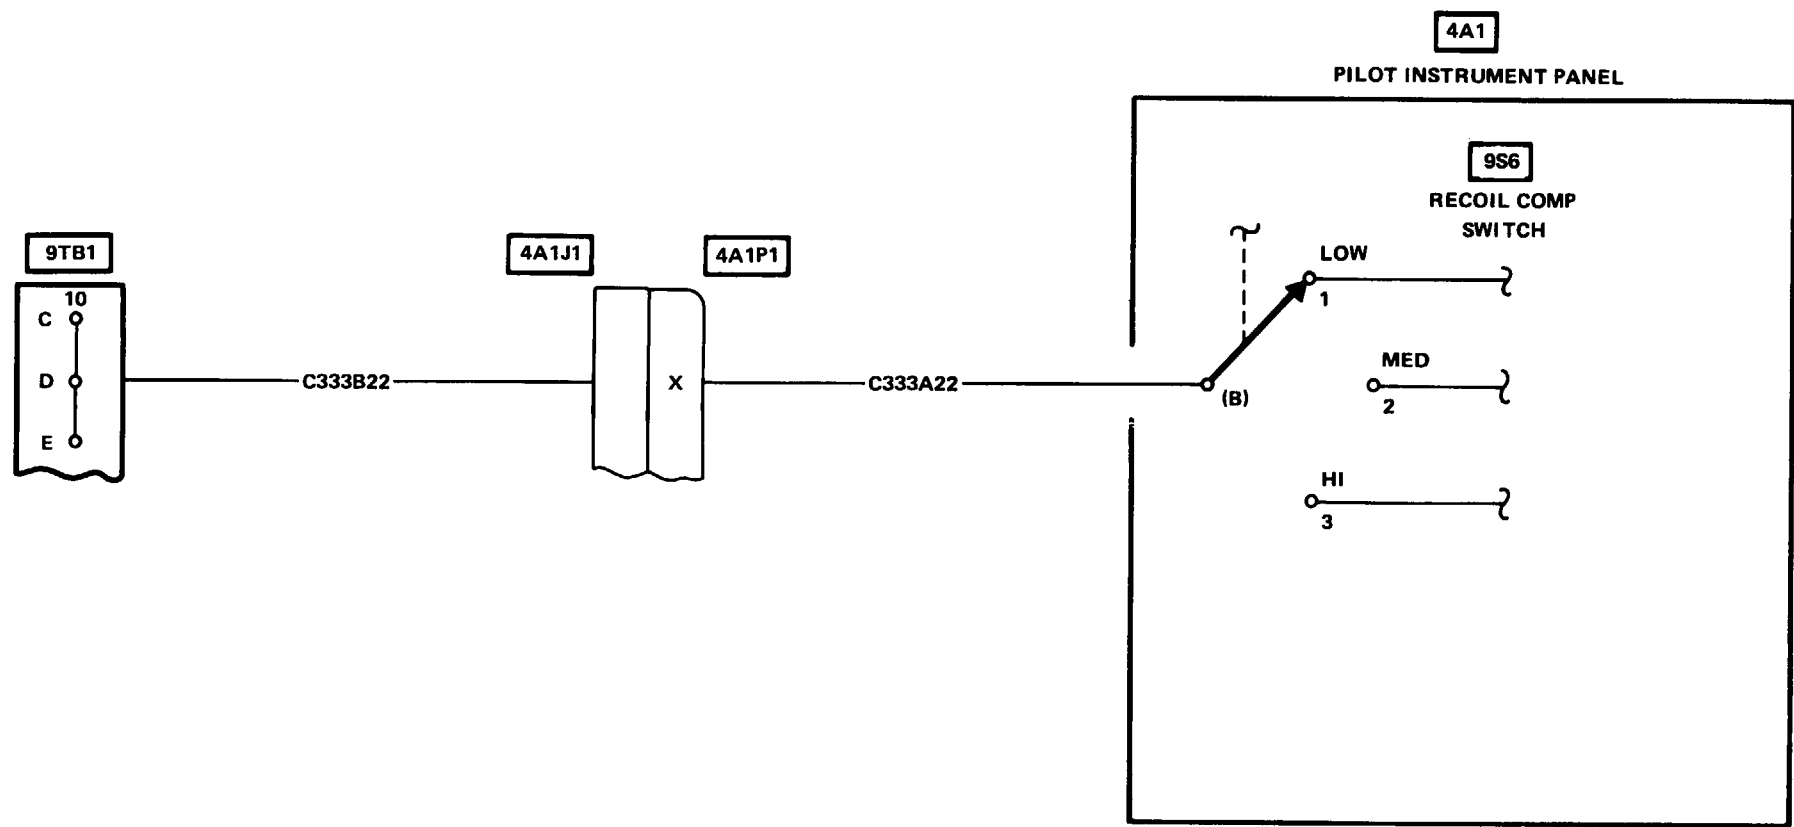 4A1
PILOT INSTRUMENT PANEL
9S6
RECOIL COMP
SWITCH
9TB1
4A1J1
4A1P1
LOW
10
C
1
MED
D
C333B22
X
C333A22
(B)
2
E
HI
3